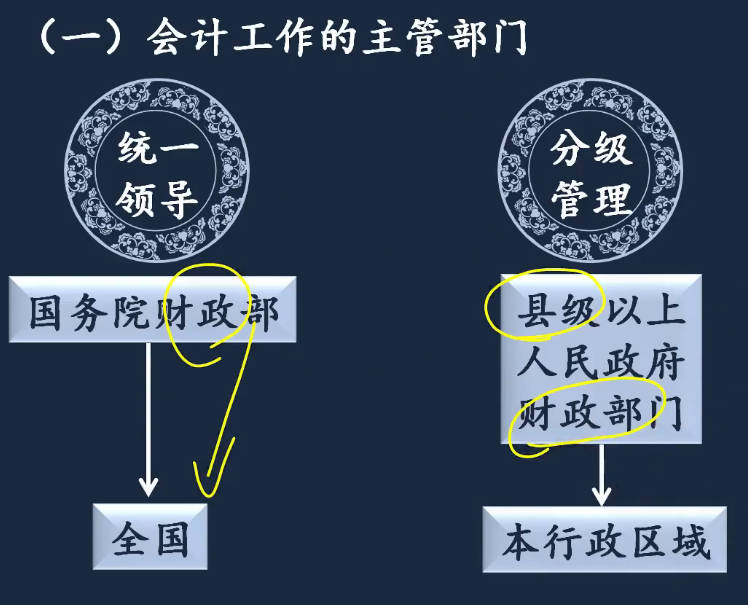 （一）会计工作的主管部门
统一
领导
国务院财政部
全国
分级
管理
县级以上
人民政府
财政部门
本行政区域